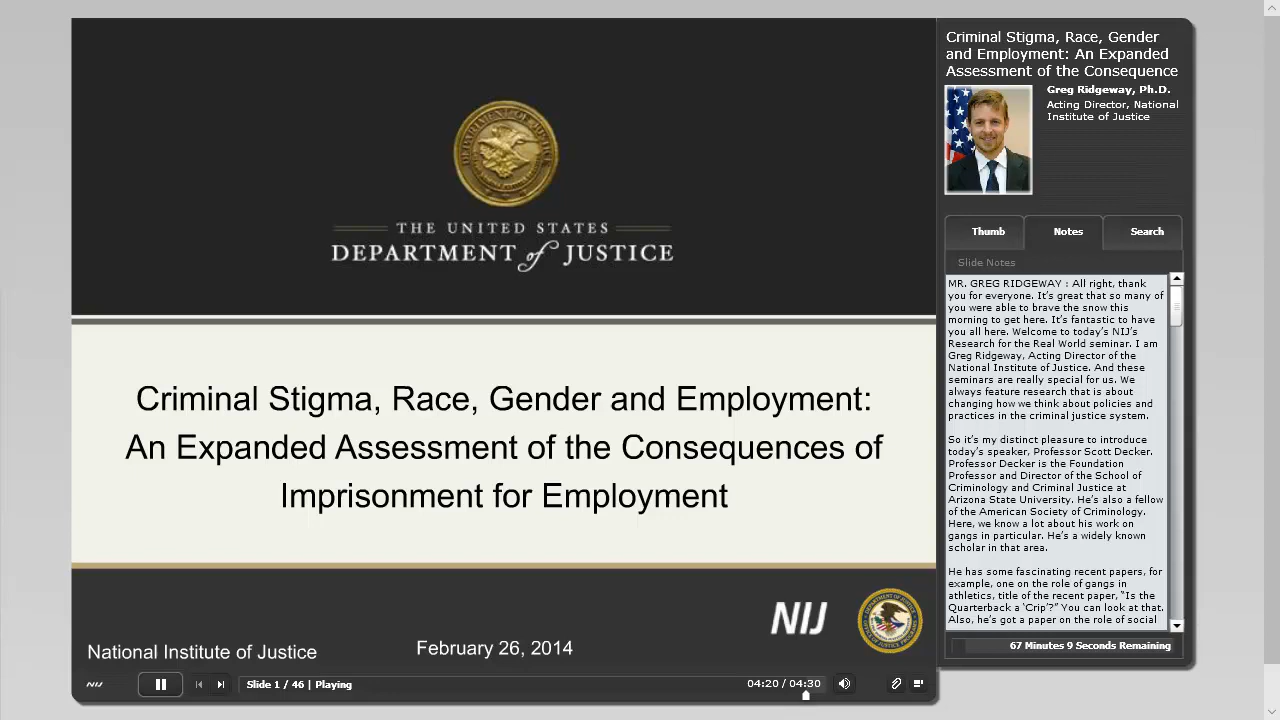 THE UNITED STATES
DEPARTMENT of JUSTICE
Criminal Stigma, Race, Gender and Employment:
An Expanded Assessment of the Consequences of
Imprisonment for Employment
NIJ
National Institute of Justice
February 26, 2014
NIJ
Slide 1 / 46 | Playing
04:20 / 04:30
Criminal Stigma, Race, Gender
and Employment: An Expanded
Assessment of the Consequence
Greg Ridgeway, Ph.D.
Acting Director, National
Institute of Justice
Thumb
Notes
Search
Slide Notes
MR. GREG RIDGEWAY : All right, thank
you for everyone. It's great that so many of
you were able to brave the snow this
morning to get here. It's fantastic to have
you all here. Welcome to today's NIJ's
Research for the Real World seminar. I am
Greg Ridgeway, Acting Director of the
National Institute of Justice. And these
seminars are really special for us. We
always feature research that is about
changing how we think about policies and
practices in the criminal justice system.
So it's my distinct pleasure to introduce
today's speaker, Professor Scott Decker.
Professor Decker is the Foundation
Professor and Director of the School of
Criminology and Criminal Justice at
Arizona State University. He's also a fellow
of the American Society of Criminology.
Here, we know a lot about his work on
gangs in particular. He's a widely known
scholar in that area.
He has some fascinating recent papers, for
example, one on the role of gangs in
athletics, title of the recent paper, “Is the
Quarterback a ‘Crip’?” You can look at that.
Also, he's got a paper on the role of social
67 Minutes 9 Seconds Remaining